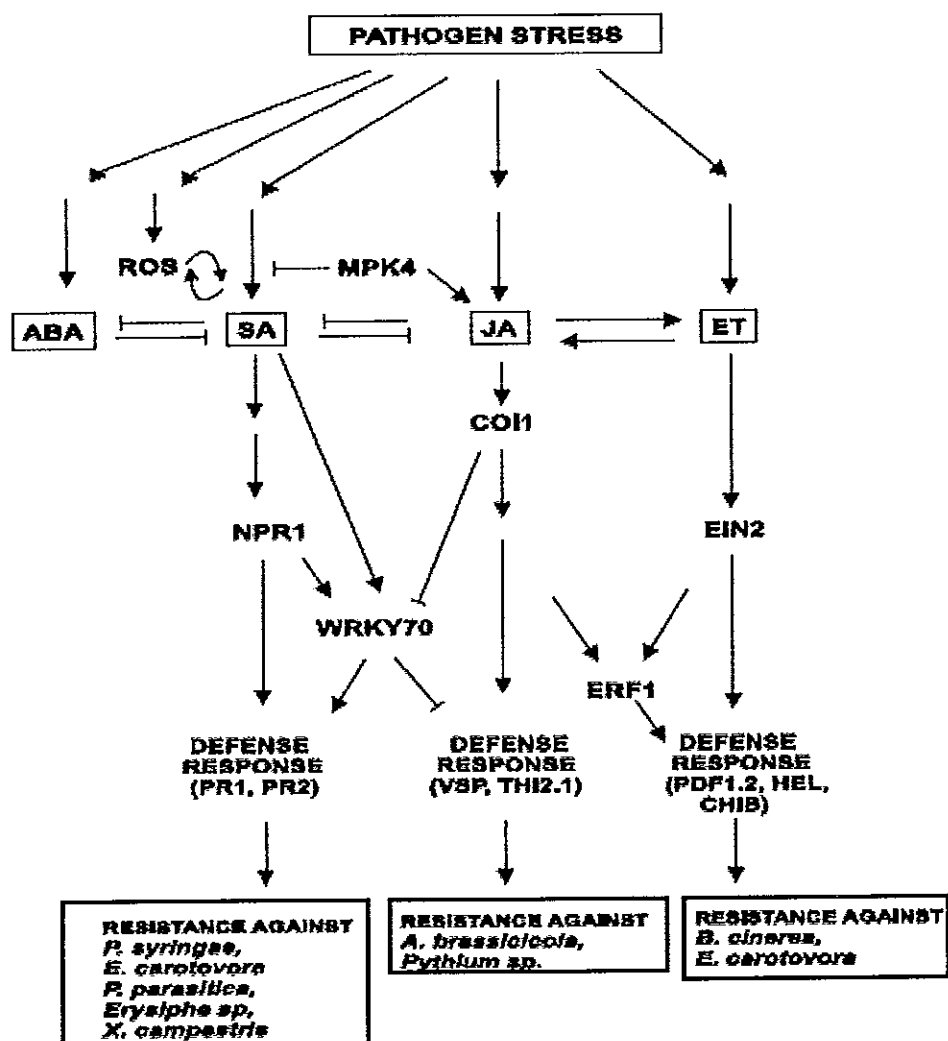 PATHOGEN STRESS
ROS
MPK4
ABA
SA
JA
ET
COI1
NPR1
EIN2
WRKY70
ERF1
DEFENSE
RESPONSE
(PR1, PR2)
DEFENSE
RESPONSE
(VSP, THI2.1)
DEFENSE
RESPONSE
(PDF1.2, HEL,
CHIB)
RESISTANCE AGAINST
P. syringae,
E. carotovora
P. parasitica,
Erysiphe sp,
X. campestris
RESISTANCE AGAINST
A. brassicicola,
Pythium sp.
RESISTANCE AGAINST
B. cinerea,
E. carotovora